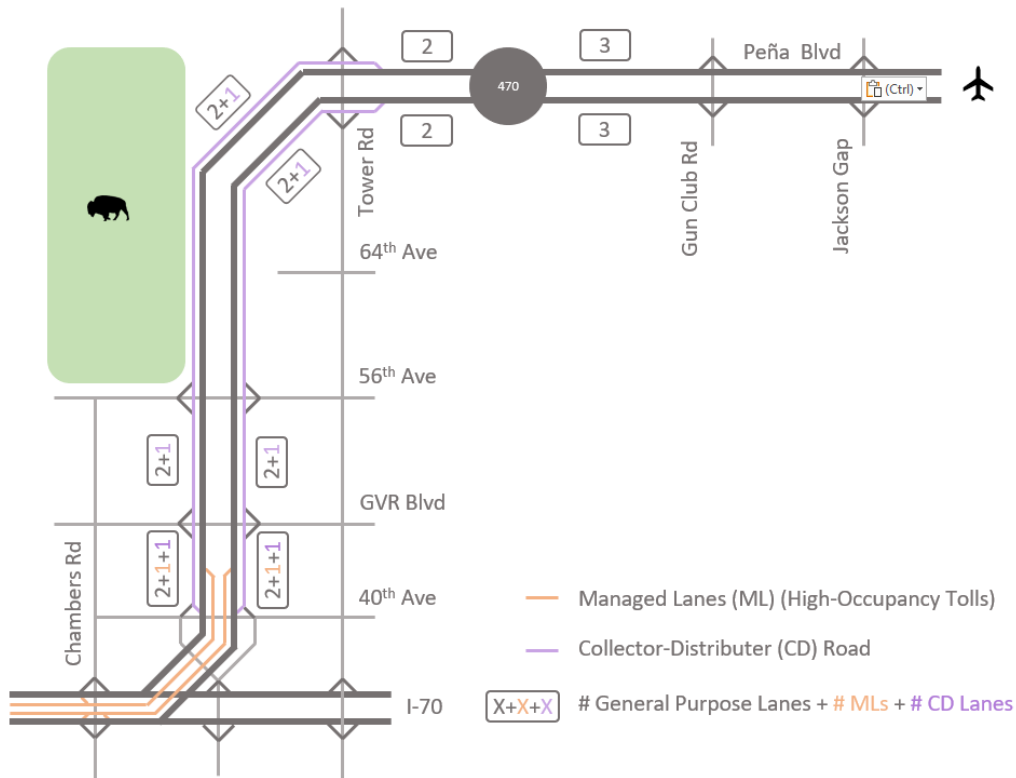 2
3
Peña Blvd
470
(Ctrl)
2+1
2
3
2+1
Tower Rd
Gun Club Rd
Jackson Gap
64th Ave
56th Ave
2+1
2+1
GVR Blvd
2+1+1
2+1+1
Chambers Rd
40th Ave
Managed Lanes (ML) (High-Occupancy Tolls)
Collector-Distributer (CD) Road
I-70
X+X+X
# General Purpose Lanes + # MLs + # CD Lanes